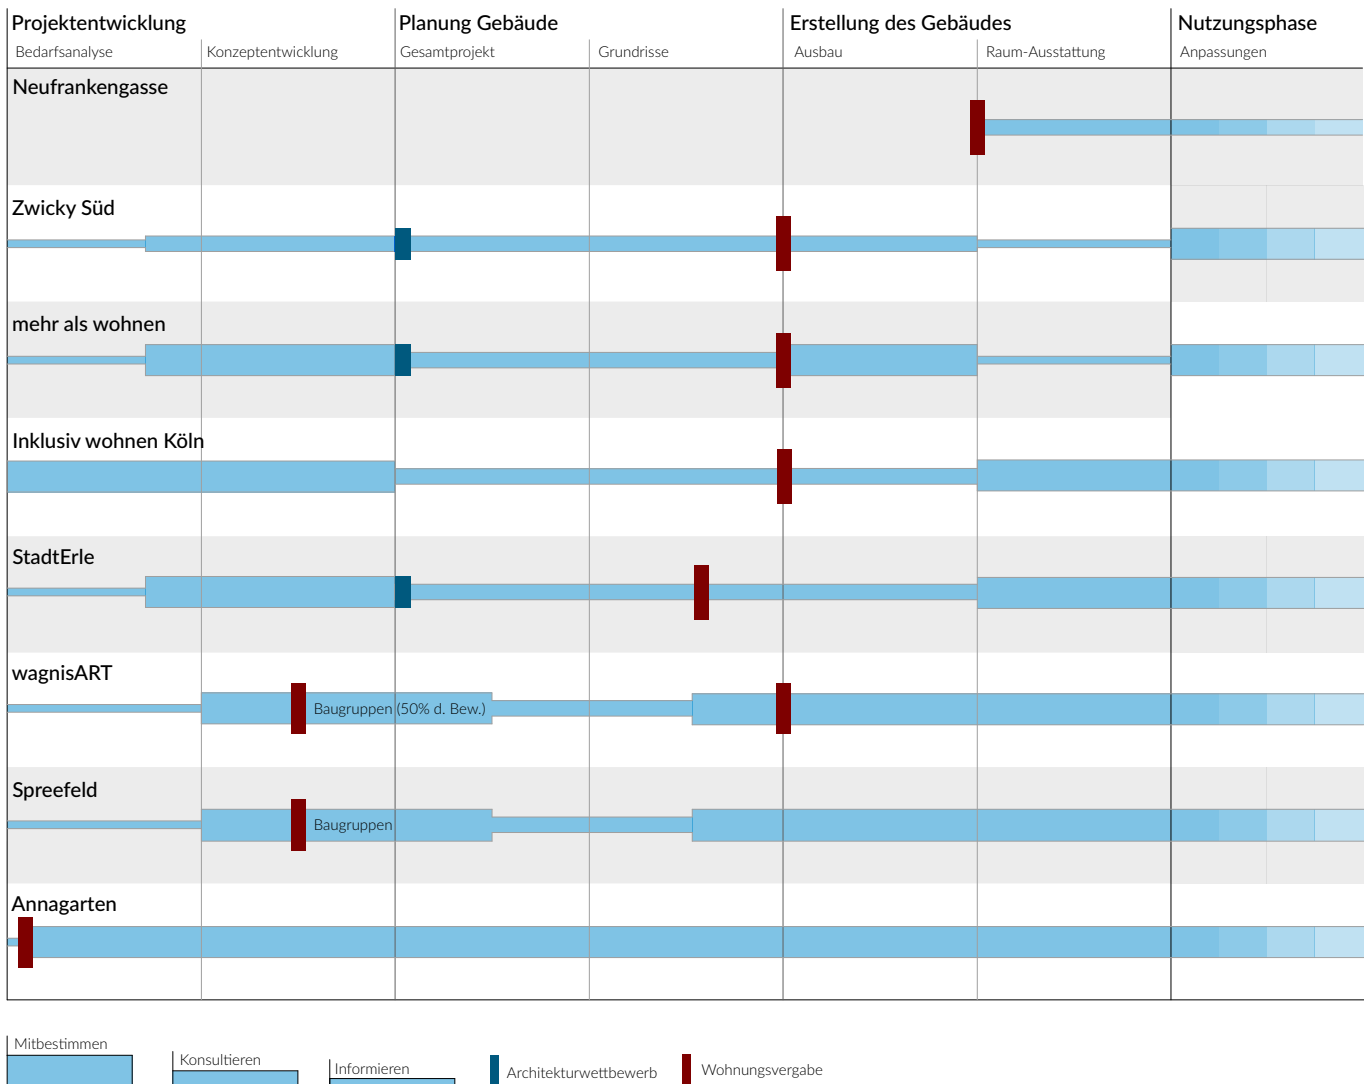 Projektentwicklung Planung Gebäude Erstellung des Gebäudes Nutzungsphase
Bedarfsanalyse Konzeptentwicklung Gesamtprojekt Grundrisse Ausbau Raum-Ausstattung Anpassungen
Neufrankengasse
Zwicky Süd
mehr als wohnen
Inklusiv wohnen Köln
StadtErle
wagnisART
Baugruppen (50% d. Bew.)
Spreefeld
Baugruppen
Annagarten
Mitbestimmen
Konsultieren
Informieren
Architekturwettbewerb
Wohnungsvergabe